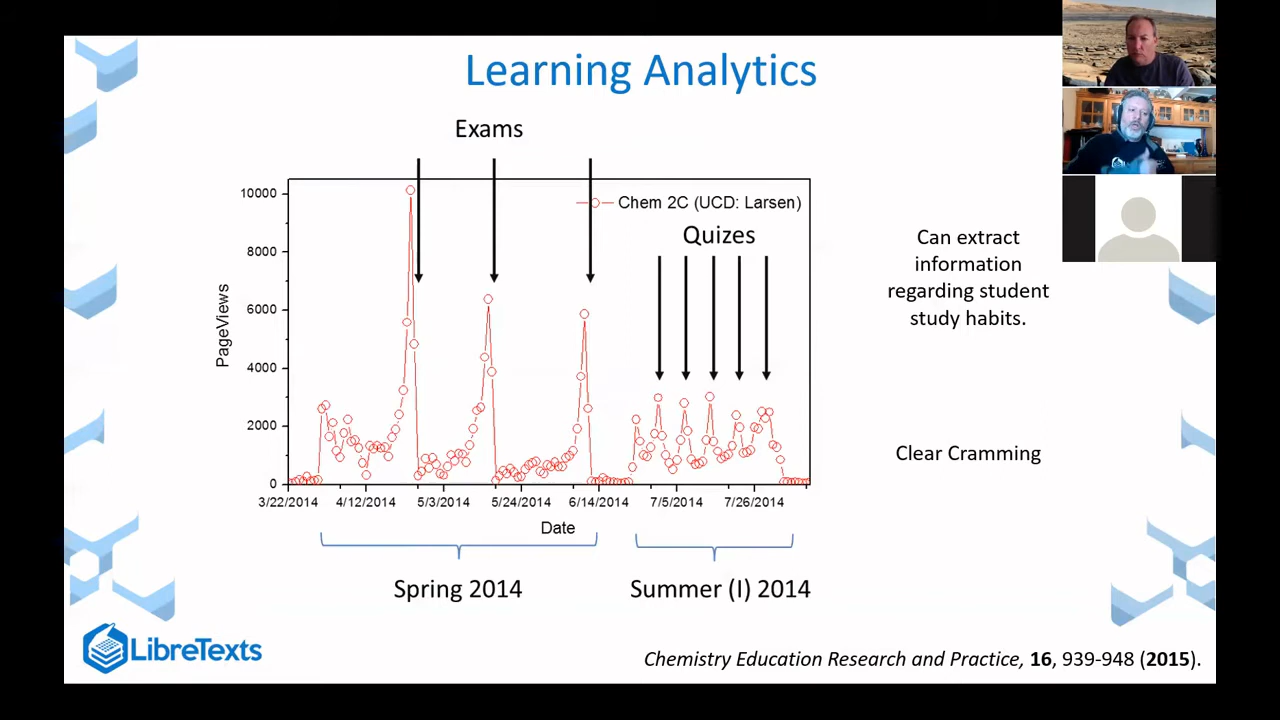 Learning Analytics
Exams
Chem 2C (UCD: Larsen)
Quizes
10000
8000
6000
4000
2000
0
PageViews
3/22/2014 4/12/2014 5/3/2014 5/24/2014 6/14/2014 7/5/2014 7/26/2014
Date
Spring 2014
Summer (I) 2014
Can extract
information
regarding student
study habits.
Clear Cramming
LibreTexts
Chemistry Education Research and Practice, 16, 939-948 (2015).